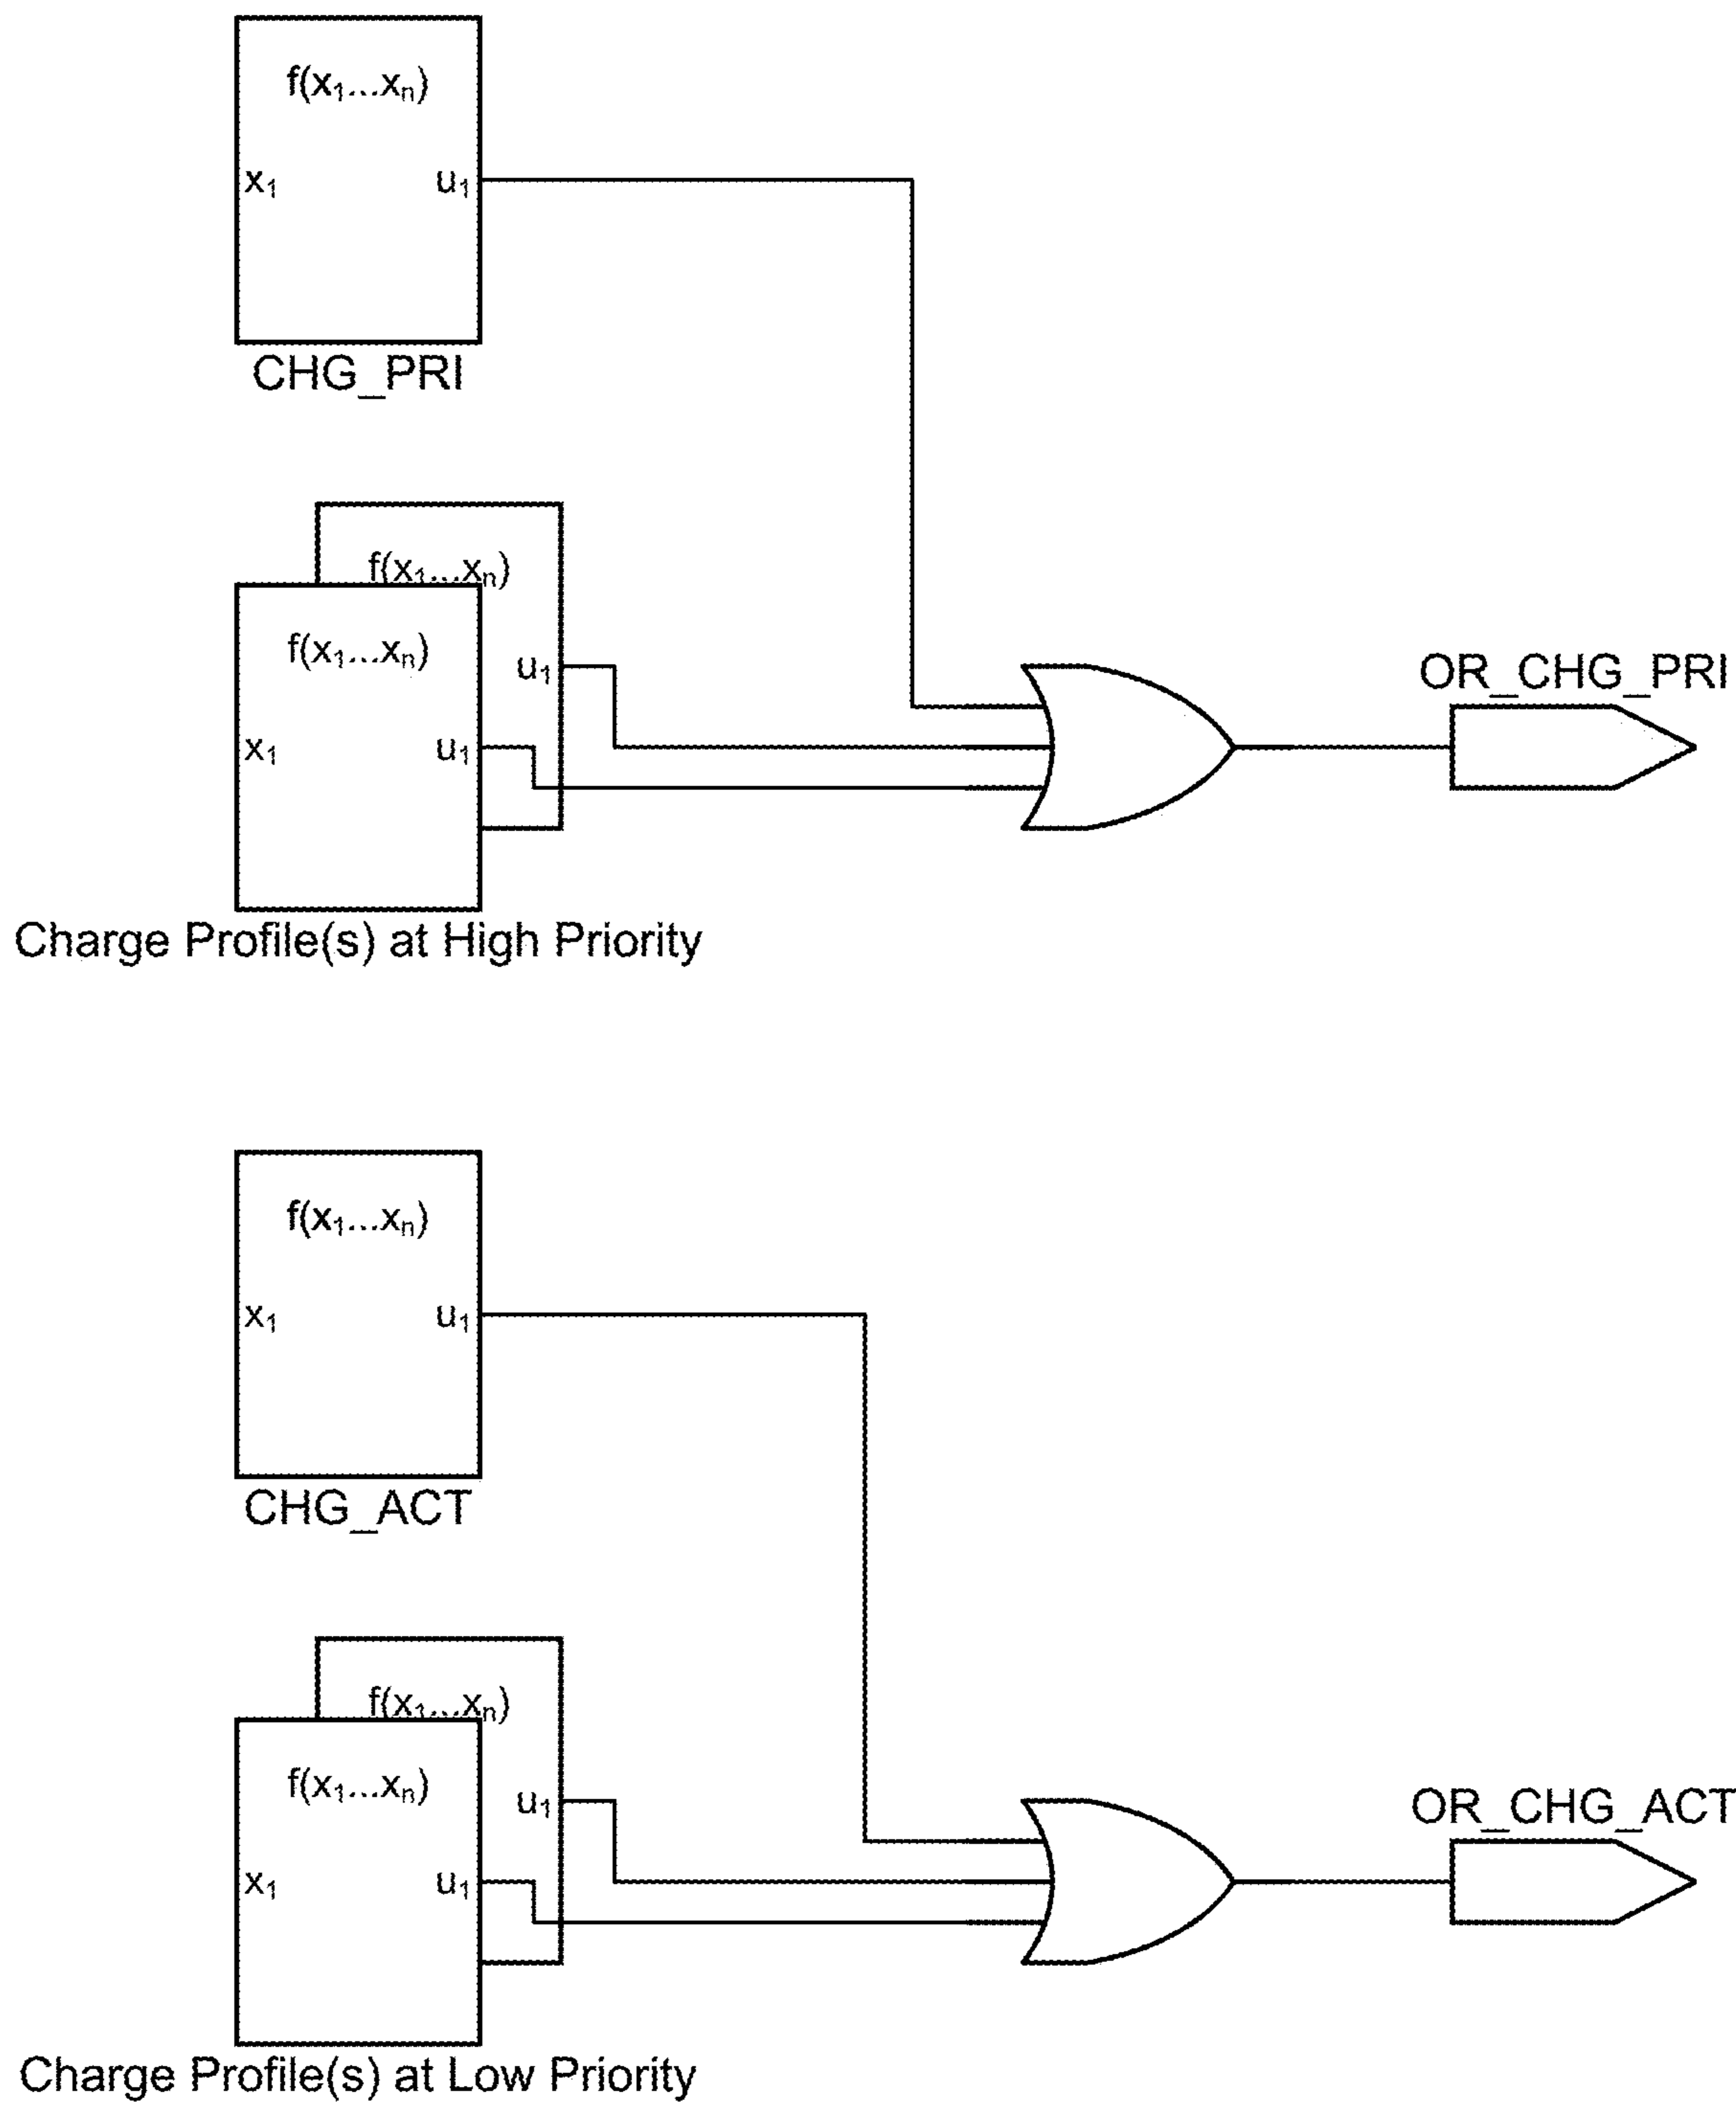 f(x₁...xₙ)
x₁ u₁
CHG_PRI
f(x₁...xₙ)
f(x₁...xₙ)
u₁
x₁ u₁
OR_CHG_PRI
Charge Profile(s) at High Priority
f(x₁...xₙ)
x₁ u₁
CHG_ACT
f(x₁...xₙ)
f(x₁...xₙ)
u₁
OR_CHG_ACT
x₁ u₁
Charge Profile(s) at Low Priority